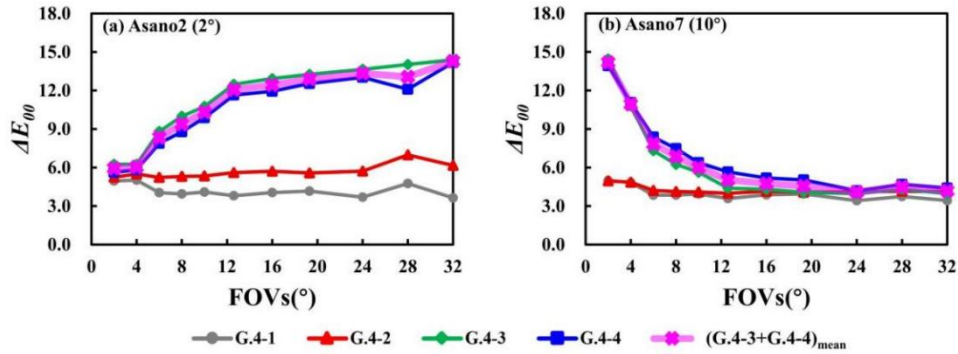 (a) Asano2 (2°)
18.0
15.0
12.0
9.0
6.0
3.0
0.0
ΔE00
0 4 8 12 16 20 24 28 32
FOVs(°)
(b) Asano7 (10°)
18.0
15.0
12.0
9.0
6.0
3.0
0.0
ΔE00
0 4 8 12 16 20 24 28 32
FOVs(°)
G.4-1 G.4-2 G.4-3 G.4-4 (G.4-3+G.4-4)mean